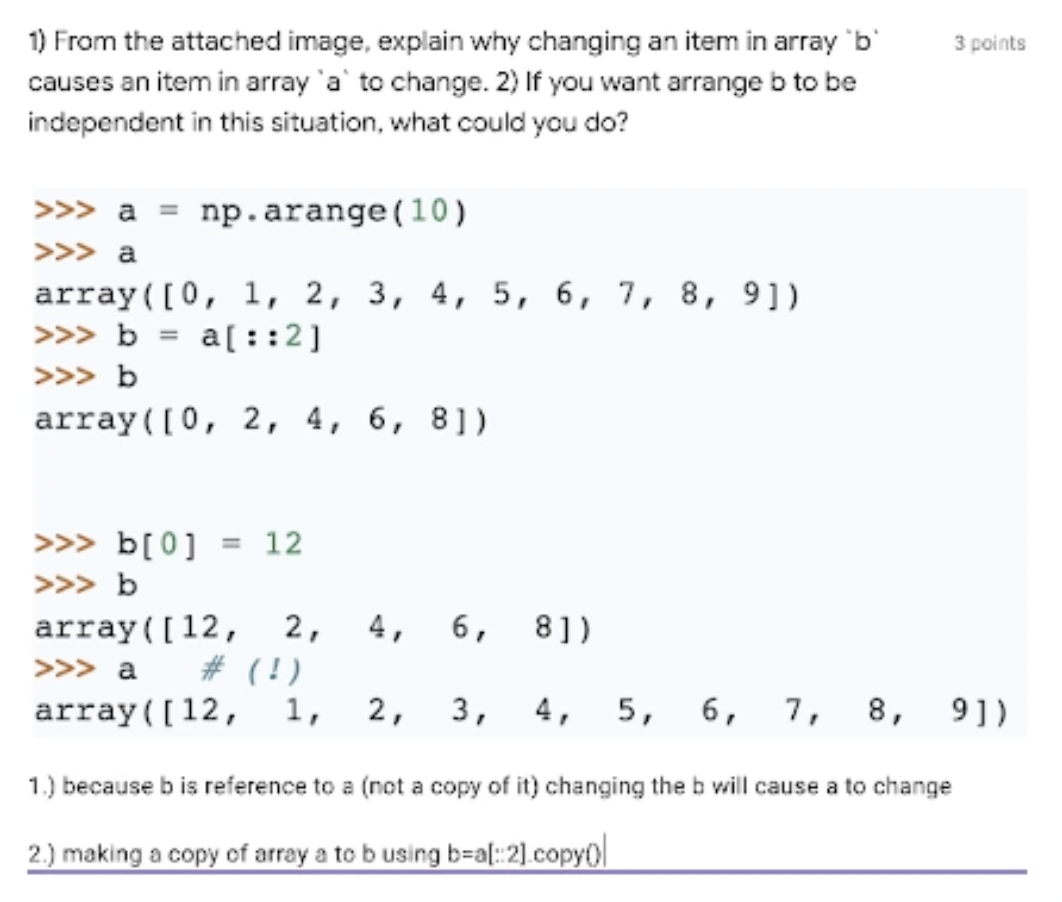 1) From the attached image, explain why changing an item in array `b` 3 points
causes an item in array `a` to change. 2) If you want arrange b to be
independent in this situation, what could you do?
>>> a = np.arange(10)
>>> a
array([0, 1, 2, 3, 4, 5, 6, 7, 8, 9])
>>> b = a[::2]
>>> b
array([0, 2, 4, 6, 8])
>>> b[0] = 12
>>> b
array([12, 2, 4, 6, 8])
>>> a # (!)
array([12, 1, 2, 3, 4, 5, 6, 7, 8, 9])
1.) because b is reference to a (not a copy of it) changing the b will cause a to change
2.) making a copy of array a to b using b=a[::2].copy()